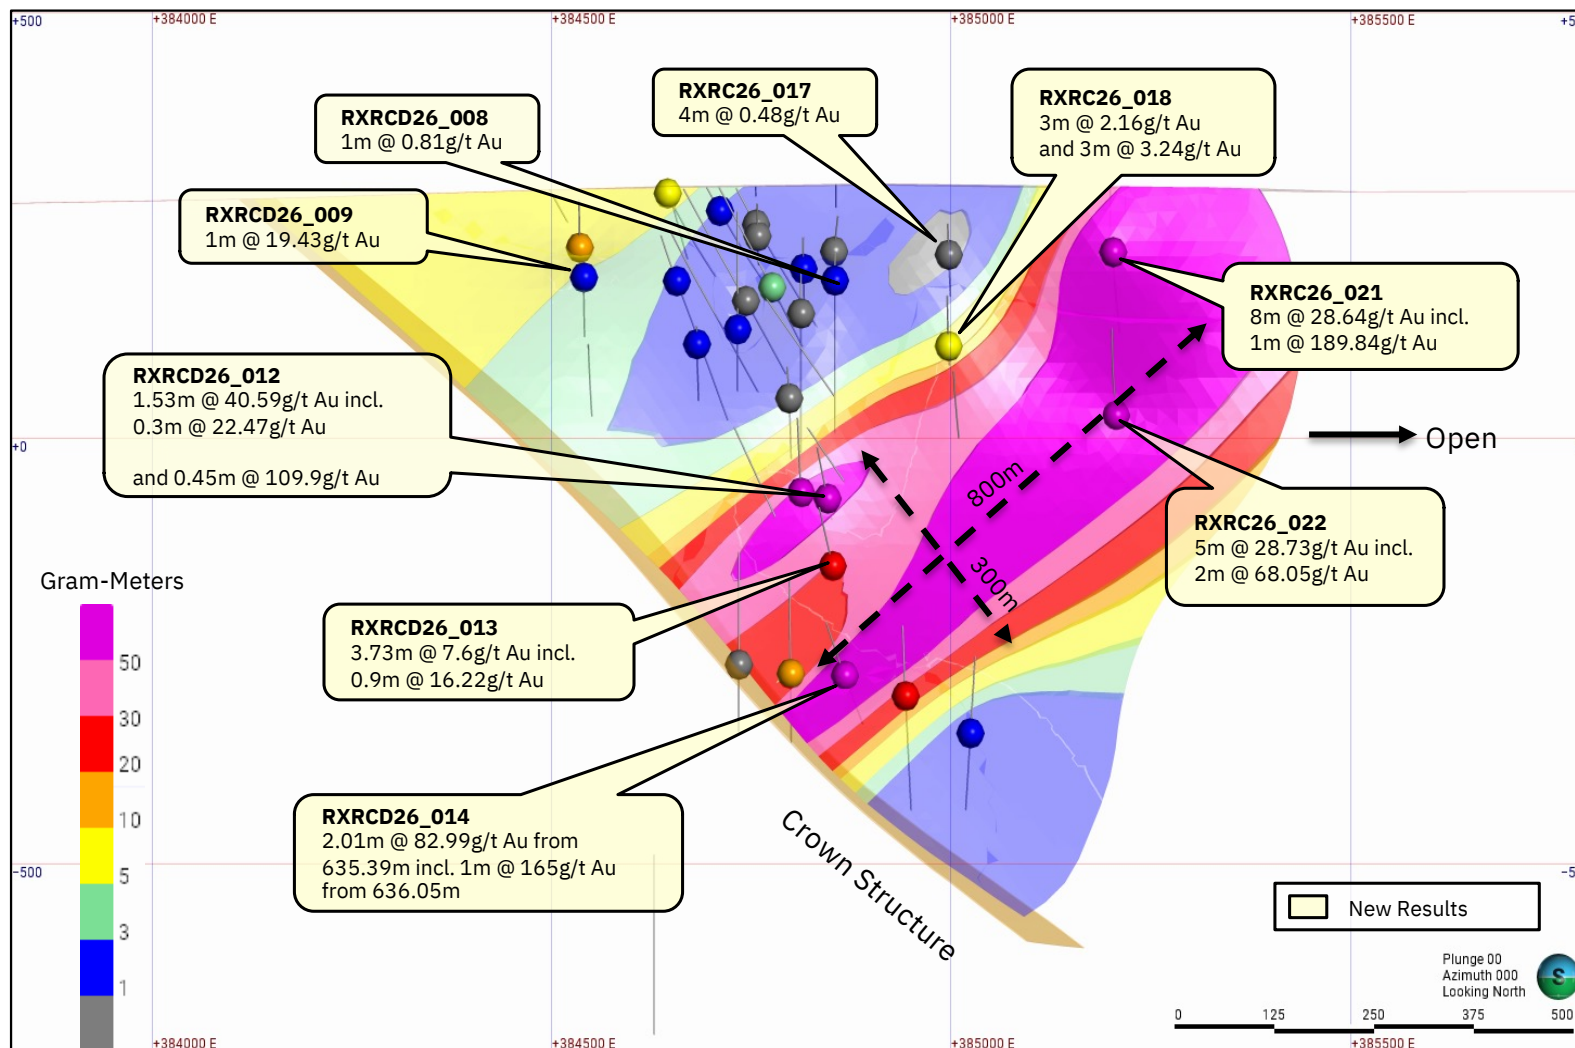 +500
+384000 E
+384500 E
+385000 E
+385500 E
+5
RXRCD26_008
1m @ 0.81g/t Au
RXRC26_017
4m @ 0.48g/t Au
RXRC26_018
3m @ 2.16g/t Au
and 3m @ 3.24g/t Au
RXRCD26_009
1m @ 19.43g/t Au
RXRC26_021
8m @ 28.64g/t Au incl.
1m @ 189.84g/t Au
RXRCD26_012
1.53m @ 40.59g/t Au incl.
0.3m @ 22.47g/t Au
and 0.45m @ 109.9g/t Au
+0
Open
800m
300m
RXRC26_022
5m @ 28.73g/t Au incl.
2m @ 68.05g/t Au
Gram-Meters
50
30
20
10
5
3
1
RXRCD26_013
3.73m @ 7.6g/t Au incl.
0.9m @ 16.22g/t Au
RXRCD26_014
2.01m @ 82.99g/t Au from
635.39m incl. 1m @ 165g/t Au
from 636.05m
Crown Structure
-500
-5
New Results
Plunge 00
Azimuth 000
Looking North
S
0 125 250 375 500
+384000 E
+384500 E
+385000 E
+385500 E